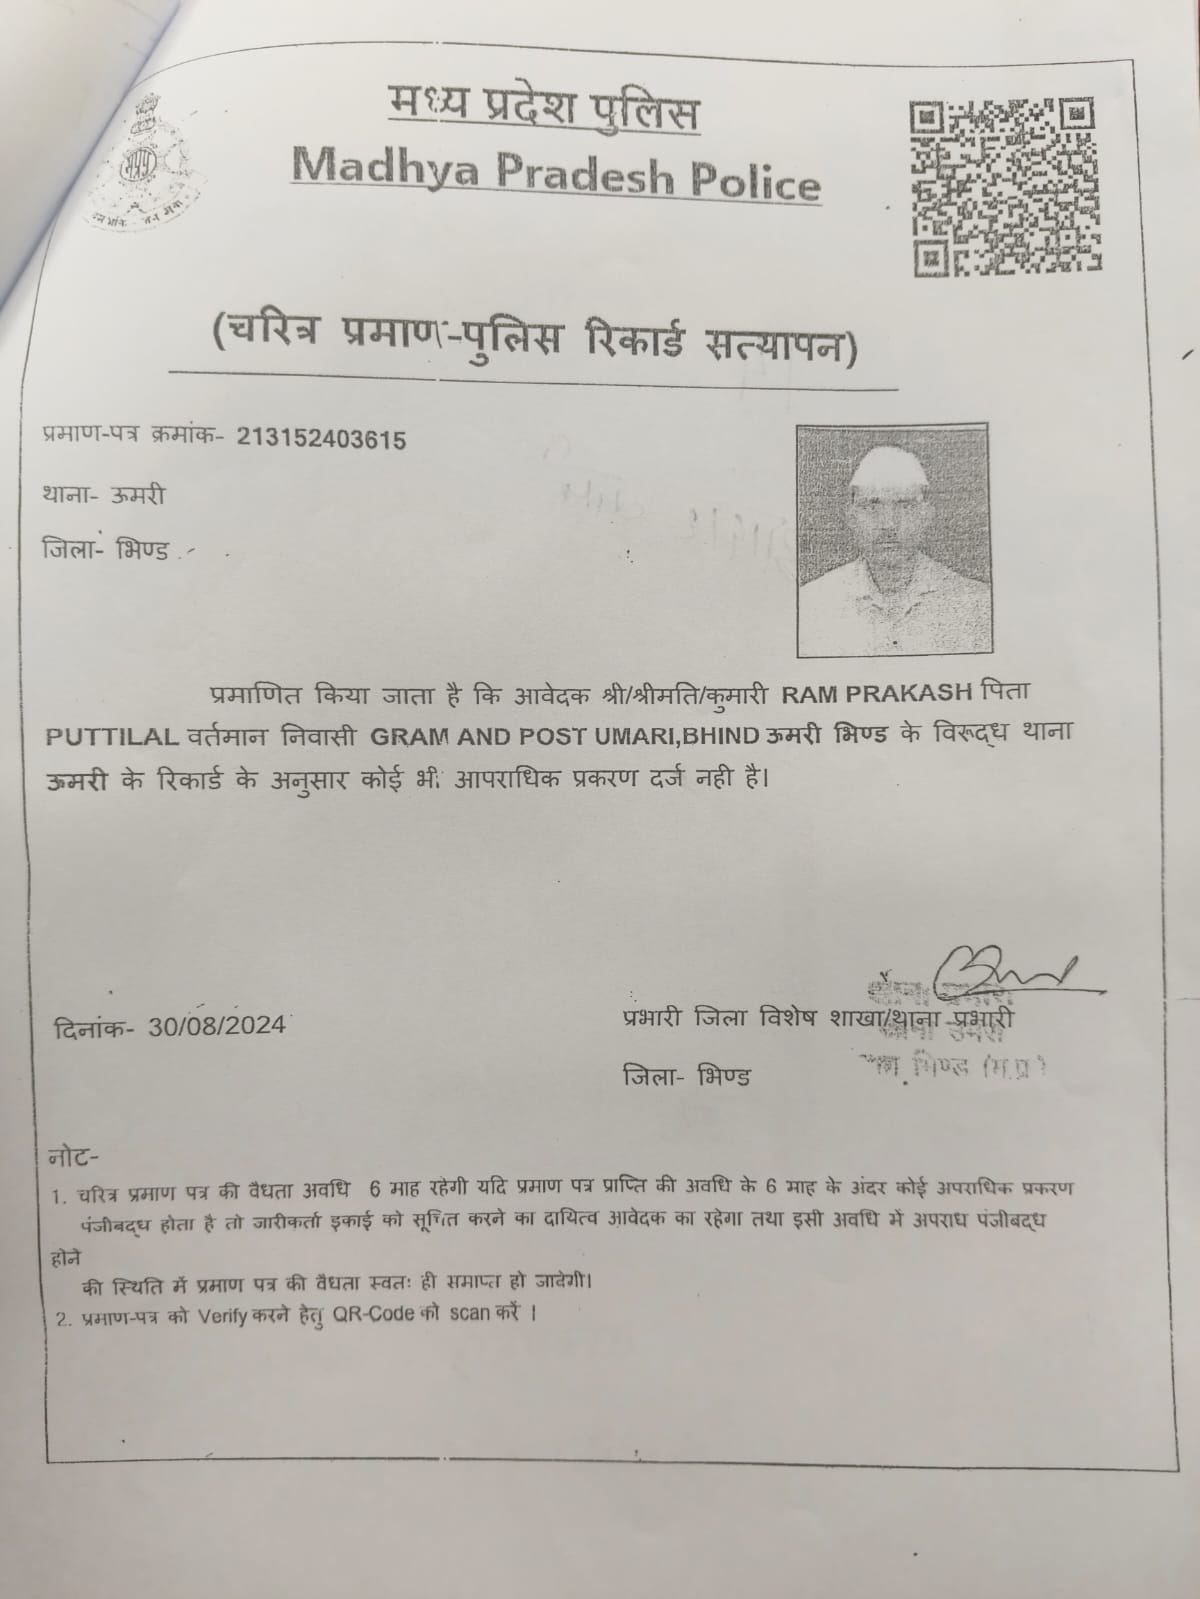 मध्य प्रदेश पुलिस
Madhya Pradesh Police
(चरित्र प्रमाण-पुलिस रिकार्ड सत्यापन)
प्रमाण-पत्र क्रमांक- 213152403615
थाना- ऊमरी
जिला- भिण्ड
प्रमाणित किया जाता है कि आवेदक श्री/श्रीमति/कुमारी RAM PRAKASH पिता
PUTTILAL वर्तमान निवासी GRAM AND POST UMARI,BHIND ऊमरी भिण्ड के विरूद्ध थाना
ऊमरी के रिकार्ड के अनुसार कोई भी आपराधिक प्रकरण दर्ज नही है।
दिनांक- 30/08/2024
प्रभारी जिला विशेष शाखा/थाना प्रभारी
जिला- भिण्ड
भिण्ड (म.प्र.)
नोट-
1. चरित्र प्रमाण पत्र की वैधता अवधि 6 माह रहेगी यदि प्रमाण पत्र प्राप्ति की अवधि के 6 माह के अंदर कोई अपराधिक प्रकरण
पंजीबद्ध होता है तो जारीकर्ता इकाई को सूचित करने का दायित्व आवेदक का रहेगा तथा इसी अवधि में अपराध पंजीबद्ध
होने
की स्थिति में प्रमाण पत्र की वैधता स्वतः ही समाप्त हो जावेगी।
2. प्रमाण-पत्र को Verify करने हेतु QR-Code को scan करें ।